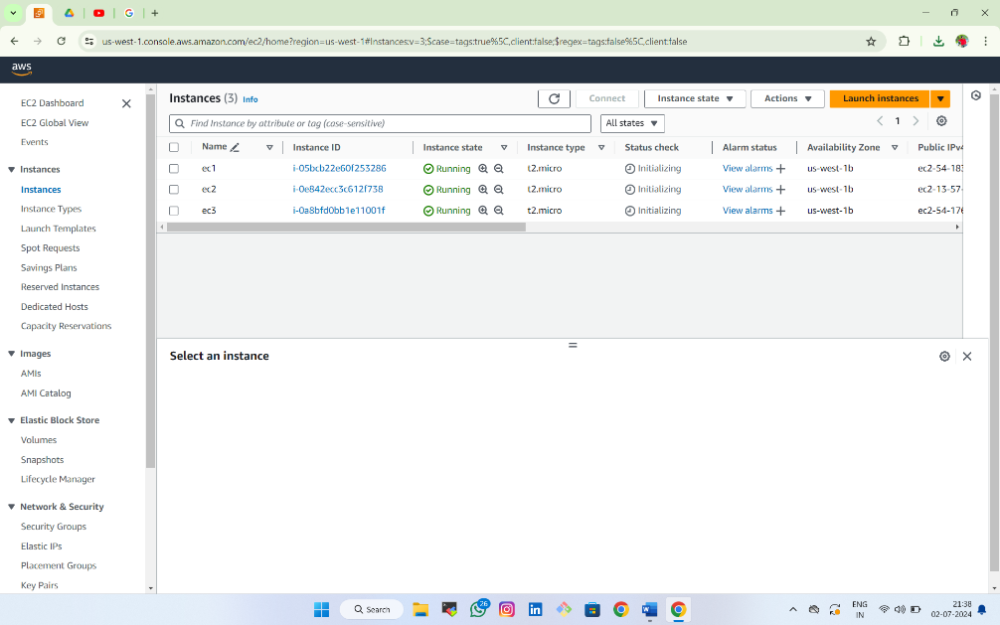 us-west-1.console.aws.amazon.com/ec2/home?region=us-west-1#Instances:v=3;$case=tags:true%5C,client:false;$regex=tags:false%5C,client:false
aws
EC2 Dashboard
EC2 Global View
Events
Instances
Instances
Instance Types
Launch Templates
Spot Requests
Savings Plans
Reserved Instances
Dedicated Hosts
Capacity Reservations
Images
AMIs
AMI Catalog
Elastic Block Store
Volumes
Snapshots
Lifecycle Manager
Network & Security
Security Groups
Elastic IPs
Placement Groups
Key Pairs
Instances (3) Info
Connect
Instance state
Actions
Launch instances
Find Instance by attribute or tag (case-sensitive)
All states
1
Name Instance ID Instance state Instance type Status check Alarm status Availability Zone Public IPv4
ec1 i-05bcb22e60f253286 Running t2.micro Initializing View alarms us-west-1b ec2-54-183
ec2 i-0e842ecc3c612f738 Running t2.micro Initializing View alarms us-west-1b ec2-13-57-
ec3 i-0a8bfd0bb1e11001f Running t2.micro Initializing View alarms us-west-1b ec2-54-176
Select an instance
Search
26
ENG
IN
21:38
02-07-2024